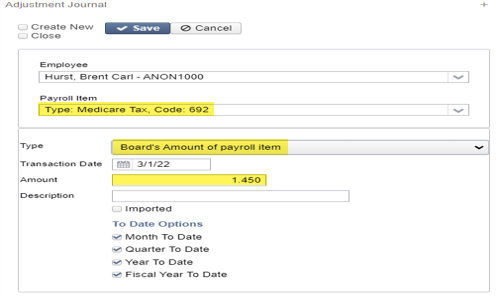 Adjustment Journal
+
Create New
Save
Cancel
Close
Employee
Hurst, Brent Carl - ANON1000
Payroll Item
Type: Medicare Tax, Code: 692
Type
Board's Amount of payroll item
Transaction Date
3/1/22
Amount
1.450
Description
Imported
To Date Options
Month To Date
Quarter To Date
Year To Date
Fiscal Year To Date